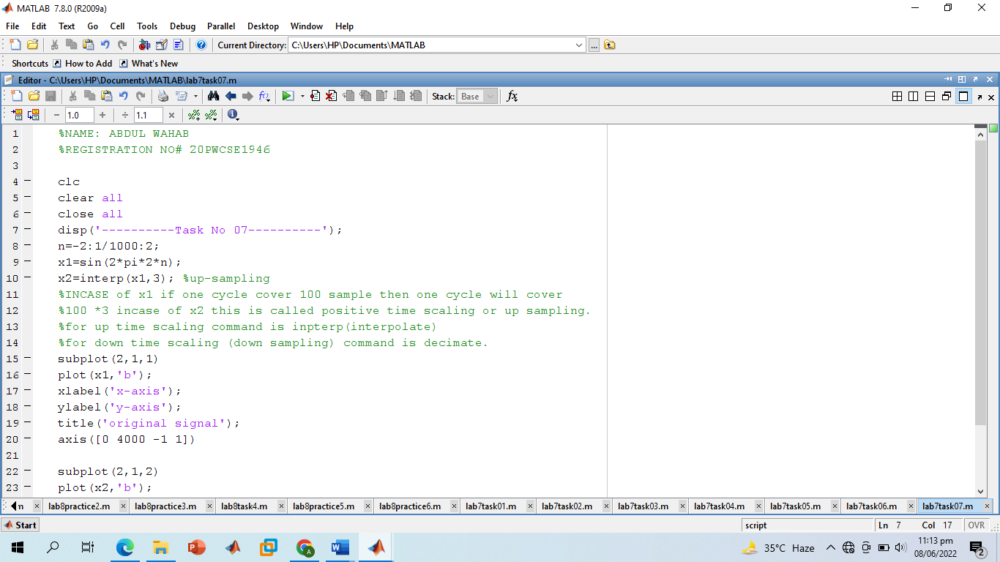 MATLAB 7.8.0 (R2009a)
File Edit Text Go Cell Tools Debug Parallel Desktop Window Help
Current Directory: C:\Users\HP\Documents\MATLAB ...
Shortcuts How to Add What's New
Editor - C:\Users\HP\Documents\MATLAB\lab7task07.m
Stack: Base fx
− 1.0 + ÷ 1.1 ×
1 %NAME: ABDUL WAHAB
2 %REGISTRATION NO# 20PWCSE1946
3
4 clc
5 clear all
6 close all
7 disp('----------Task No 07----------');
8 n=-2:1/1000:2;
9 x1=sin(2*pi*2*n);
10 x2=interp(x1,3); %up-sampling
11 %INCASE of x1 if one cycle cover 100 sample then one cycle will cover
12 %100 *3 incase of x2 this is called positive time scaling or up sampling.
13 %for up time scaling command is inpterp(interpolate)
14 %for down time scaling (down sampling) command is decimate.
15 subplot(2,1,1)
16 plot(x1,'b');
17 xlabel('x-axis');
18 ylabel('y-axis');
19 title('original signal');
20 axis([0 4000 -1 1])
21
22 subplot(2,1,2)
23 plot(x2,'b');
n × lab8practice2.m × lab8practice3.m × lab8task4.m × lab8practice5.m × lab8practice6.m × lab7task01.m × lab7task02.m × lab7task03.m × lab7task04.m × lab7task05.m × lab7task06.m × lab7task07.m ×
Start script Ln 7 Col 17 OVR
35°C Haze 11:13 pm
08/06/2022 2